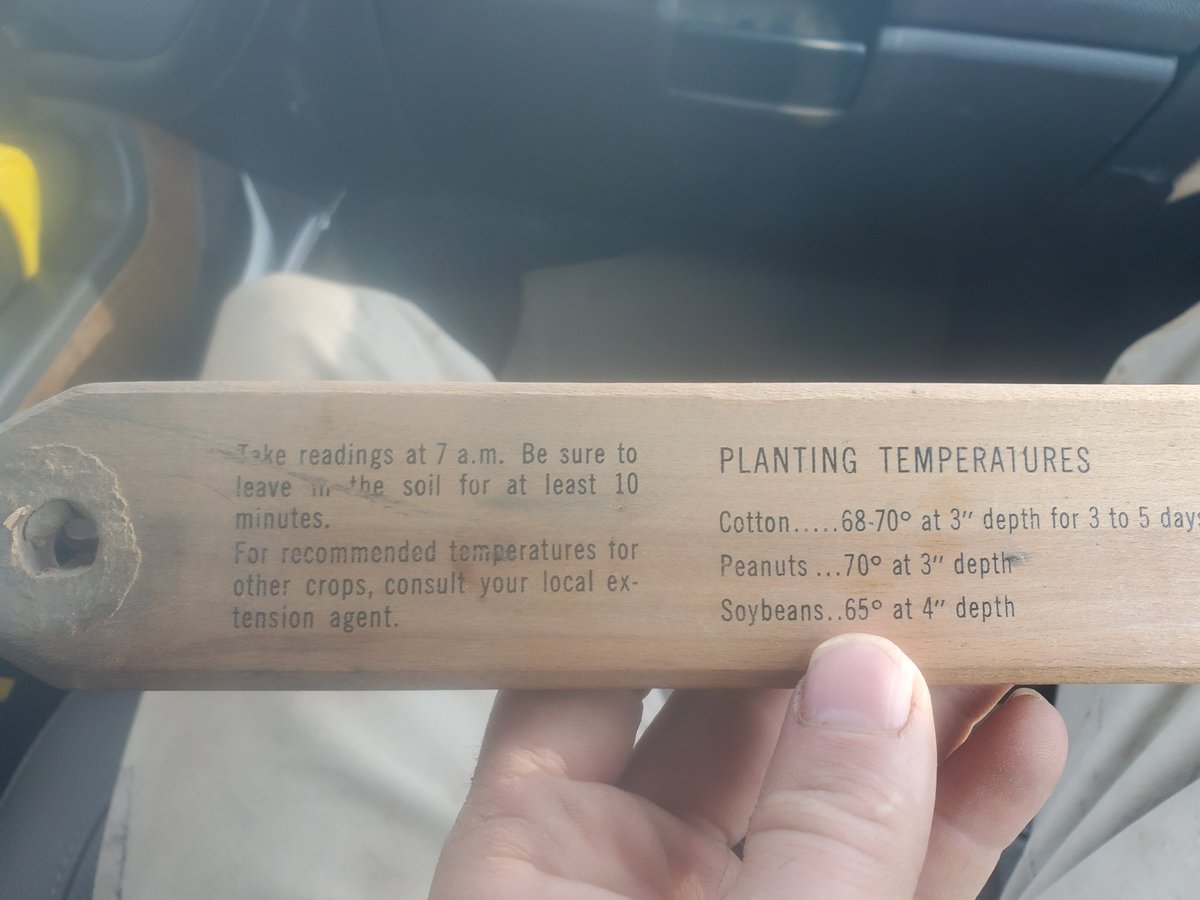 Take readings at 7 a.m. Be sure to
leave in the soil for at least 10
minutes.
For recommended temperatures for
other crops, consult your local ex-
tension agent.
PLANTING TEMPERATURES
Cotton.....68-70° at 3" depth for 3 to 5 days
Peanuts ...70° at 3" depth
Soybeans..65° at 4" depth